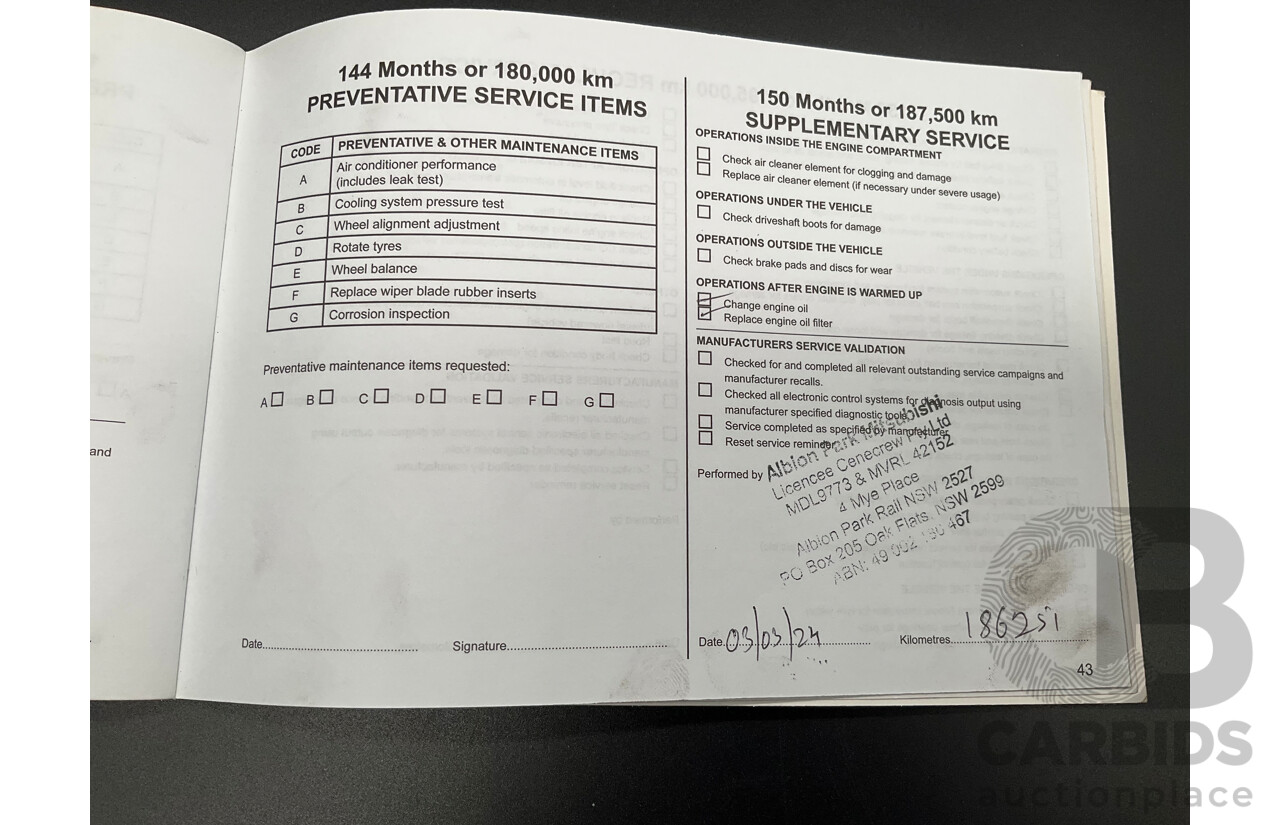 144 Months or 180,000 km
PREVENTATIVE SERVICE ITEMS
CODE PREVENTATIVE & OTHER MAINTENANCE ITEMS
A Air conditioner performance
(includes leak test)
B Cooling system pressure test
C Wheel alignment adjustment
D Rotate tyres
E Wheel balance
F Replace wiper blade rubber inserts
G Corrosion inspection
Preventative maintenance items requested:
A B C D E F G
Date
Signature
and
150 Months or 187,500 km
SUPPLEMENTARY SERVICE
OPERATIONS INSIDE THE ENGINE COMPARTMENT
Check air cleaner element for clogging and damage
Replace air cleaner element (if necessary under severe usage)
OPERATIONS UNDER THE VEHICLE
Check driveshaft boots for damage
OPERATIONS OUTSIDE THE VEHICLE
Check brake pads and discs for wear
OPERATIONS AFTER ENGINE IS WARMED UP
Change engine oil
Replace engine oil filter
MANUFACTURERS SERVICE VALIDATION
Checked for and completed all relevant outstanding service campaigns and
manufacturer recalls.
Checked all electronic control systems for diagnosis output using
manufacturer specified diagnostic tools.
Service completed as specified by manufacturer
Reset service reminder
Performed by
Albion Park Mitsubishi
Licencee Cenecrew Pty Ltd
MDL9773 & MVRL 42152
4 Mye Place
Albion Park Rail NSW 2527
PO Box 205 Oak Flats NSW 2599
ABN: 49 002 467
Date 03/03/24
Kilometres 186251
43
CARBIDS
auctionplace